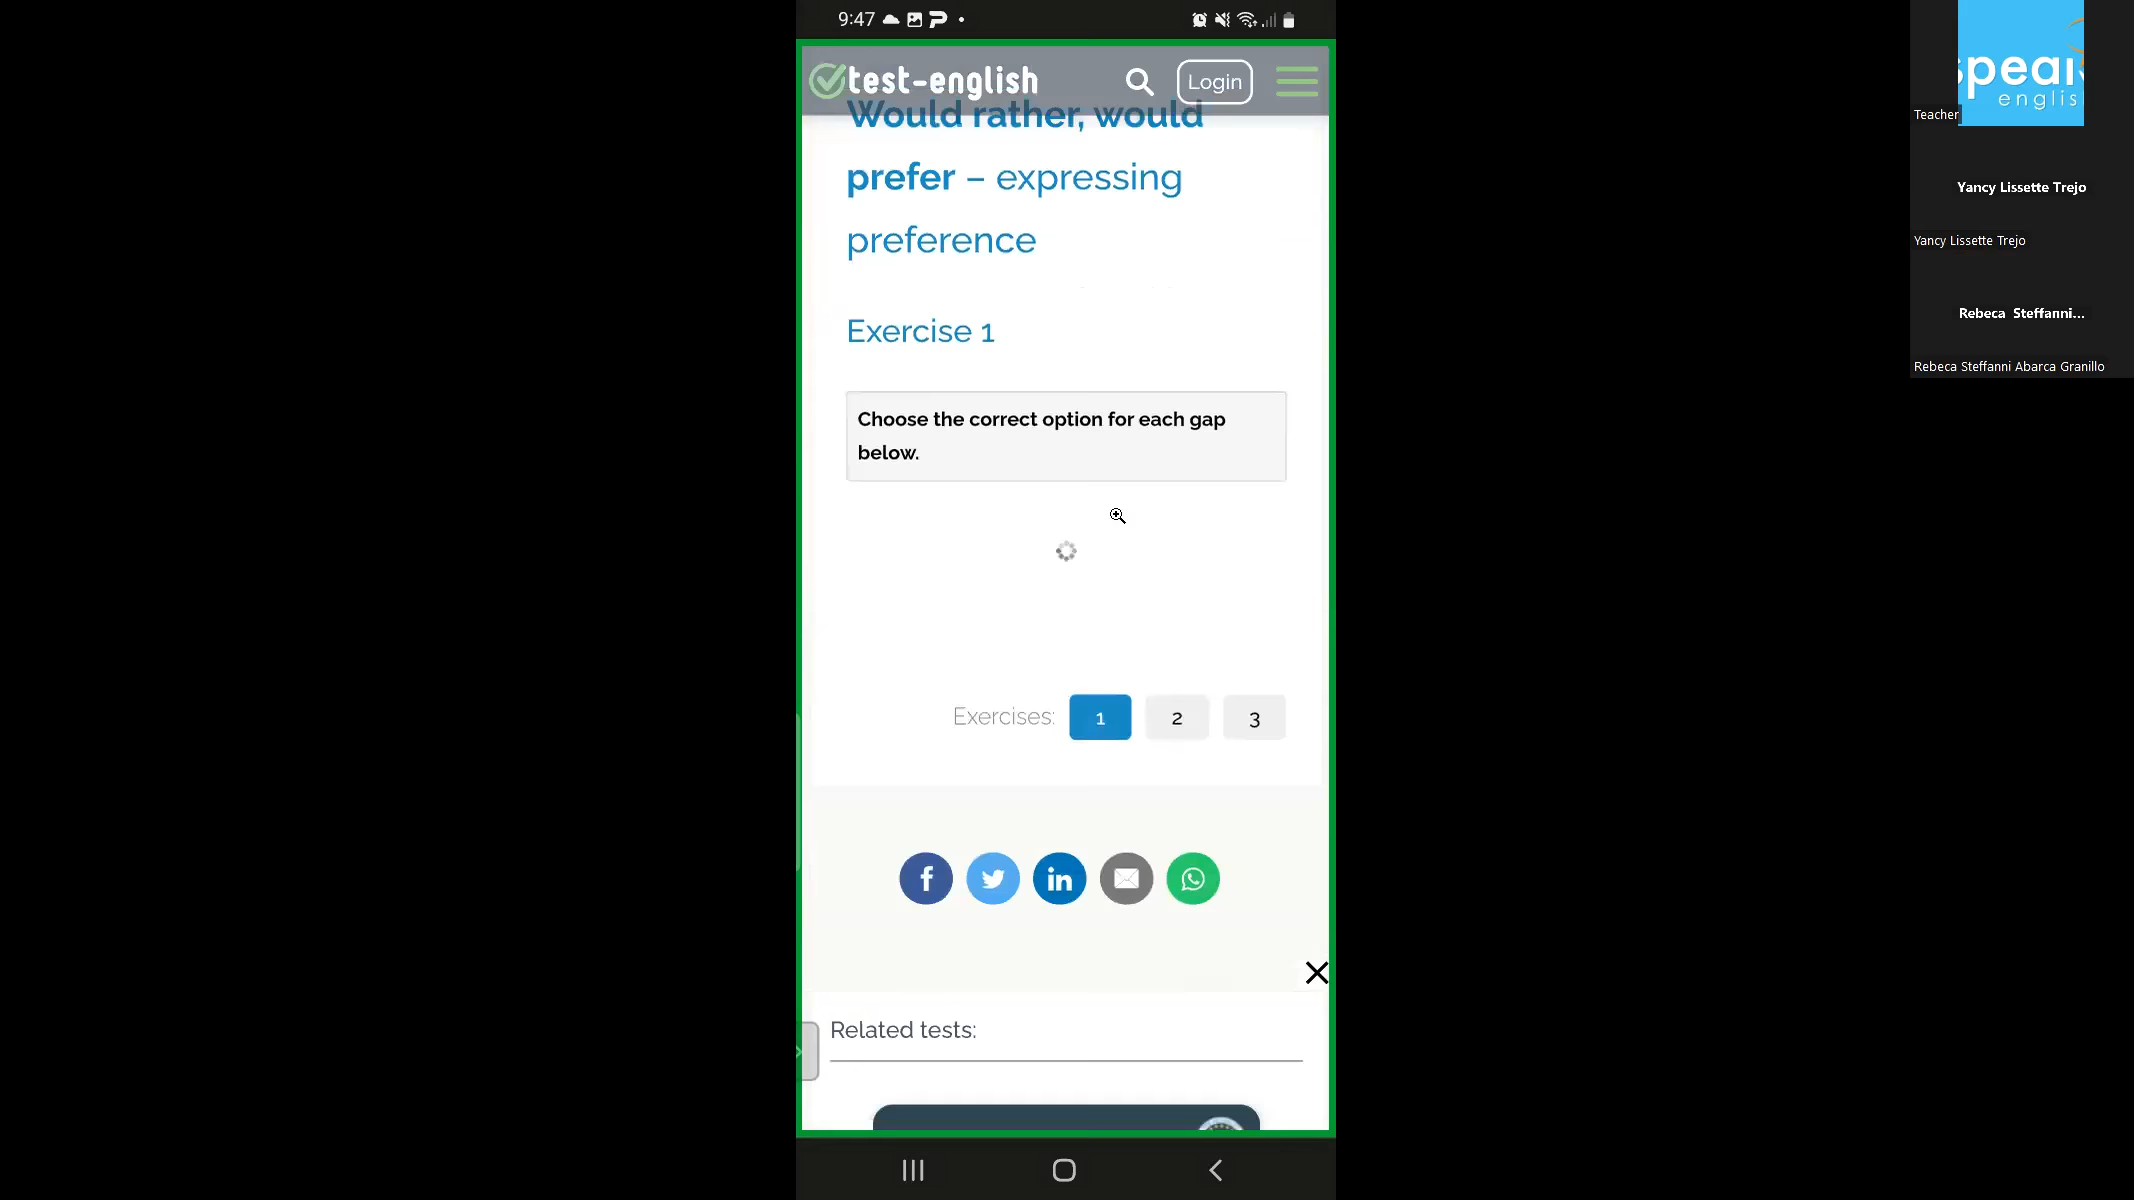 9:47
test-english
Login
Would rather, would
prefer – expressing
preference
Exercise 1
Choose the correct option for each gap
below.
Exercises:
1
2
3
Related tests:
peak
englis
Teacher
Yancy Lissette Trejo
Yancy Lissette Trejo
Rebeca Steffanni...
Rebeca Steffanni Abarca Granillo